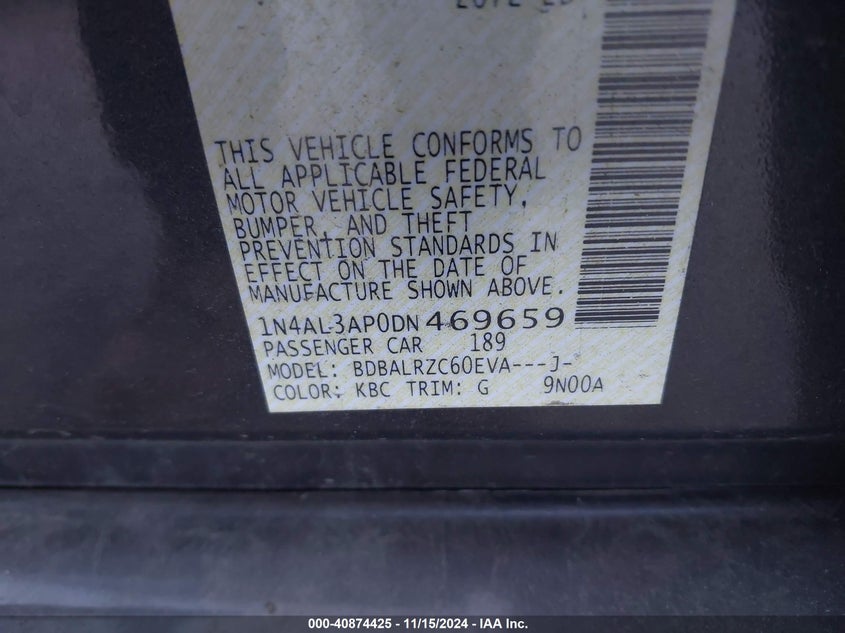 THIS VEHICLE CONFORMS TO
ALL APPLICABLE FEDERAL
MOTOR VEHICLE SAFETY,
BUMPER, AND THEFT
PREVENTION STANDARDS IN
EFFECT ON THE DATE OF
MANUFACTURE SHOWN ABOVE.
1N4AL3AP0DN469659
PASSENGER CAR 189
MODEL: BDBALRZC60EVA---J-
COLOR: KBC TRIM: G 9N00A
000-40874425 - 11/15/2024 - IAA Inc.